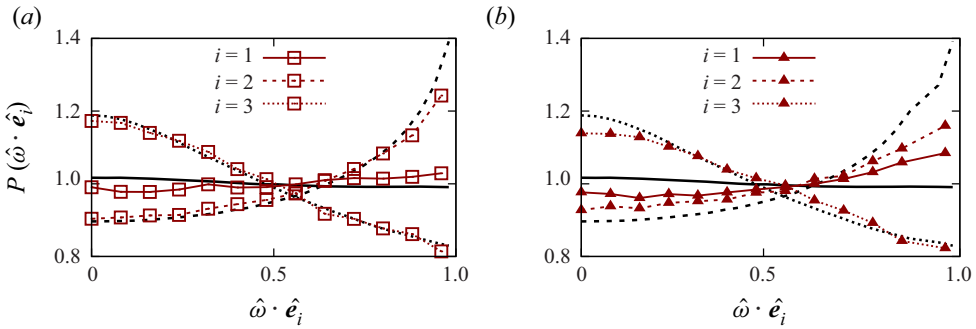 (a)
1.4
1.2
1.0
0.8
P (ω̂ · ê_i)
i = 1
i = 2
i = 3
0
0.5
1.0
ω̂ · ê_i
(b)
1.4
1.2
1.0
0.8
i = 1
i = 2
i = 3
0
0.5
1.0
ω̂ · ê_i